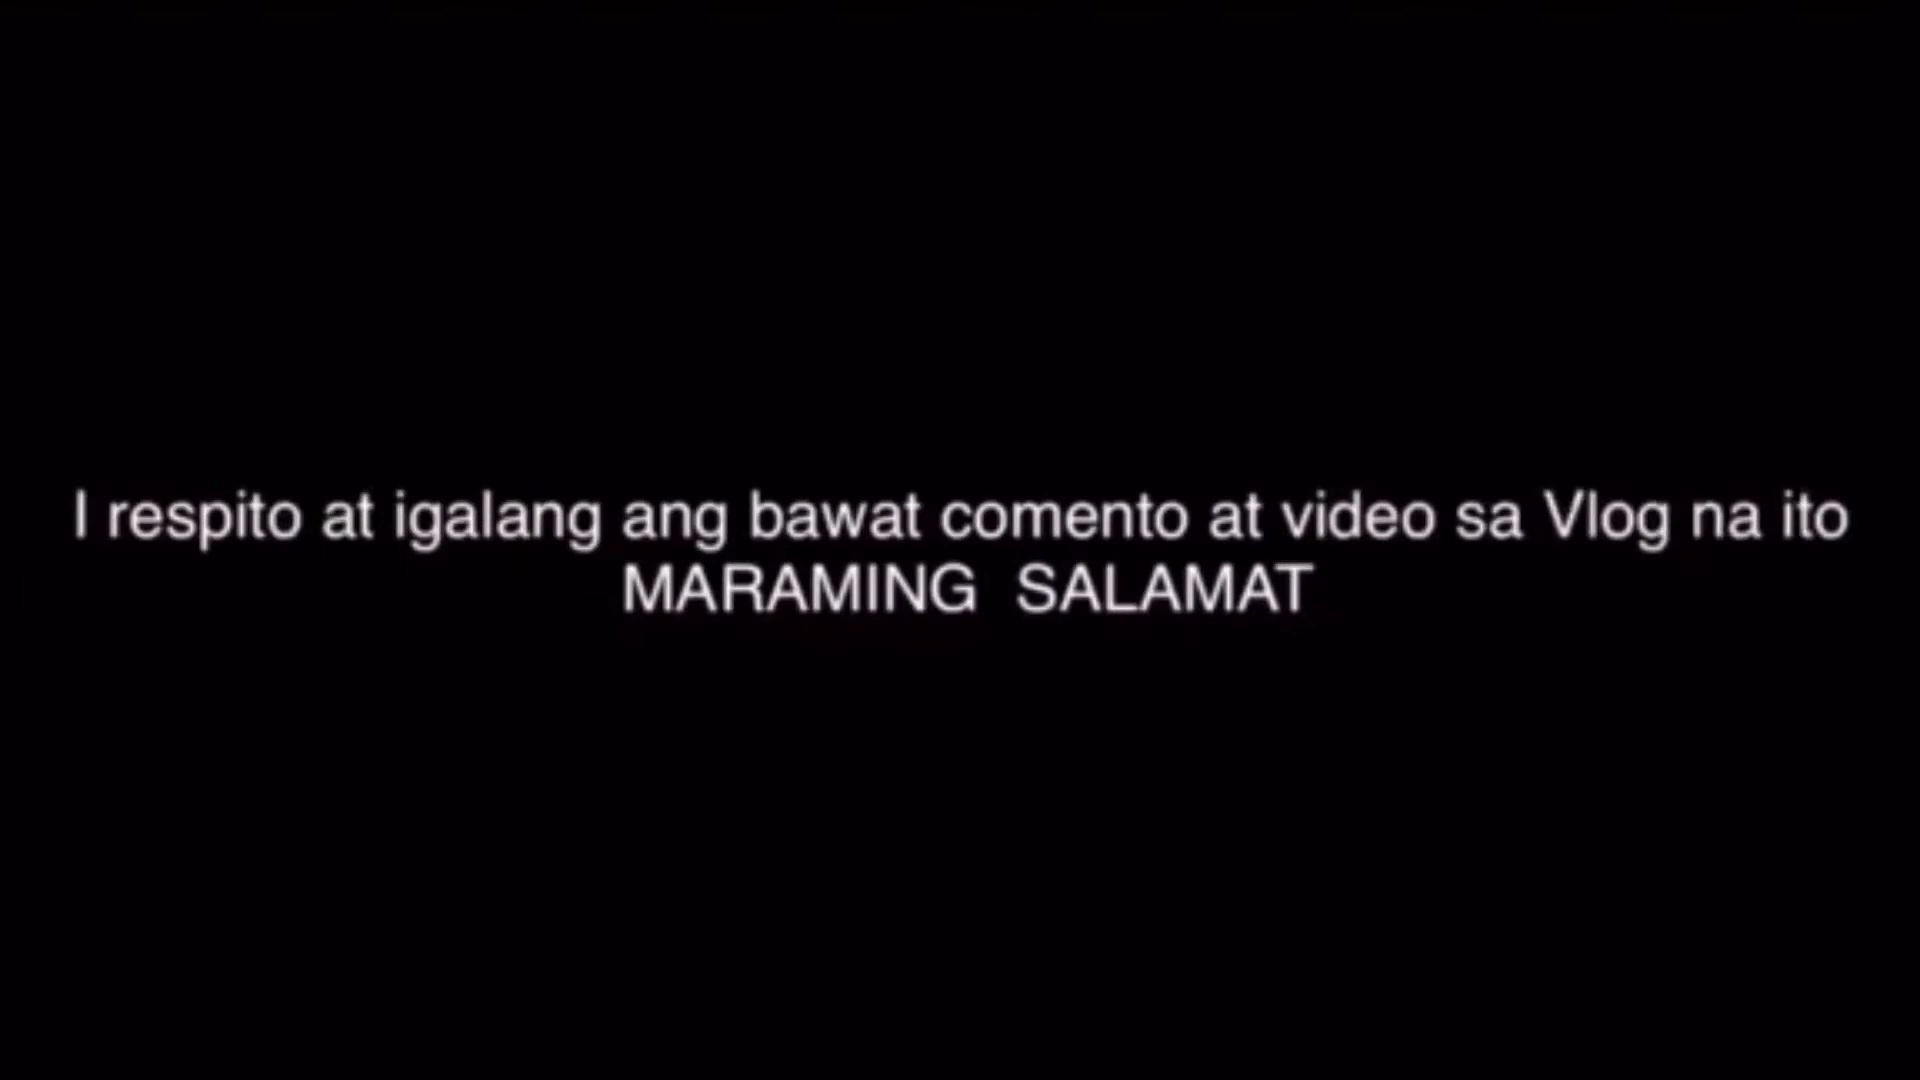 I respito at igalang ang bawat comento at video sa Vlog na ito
MARAMING  SALAMAT